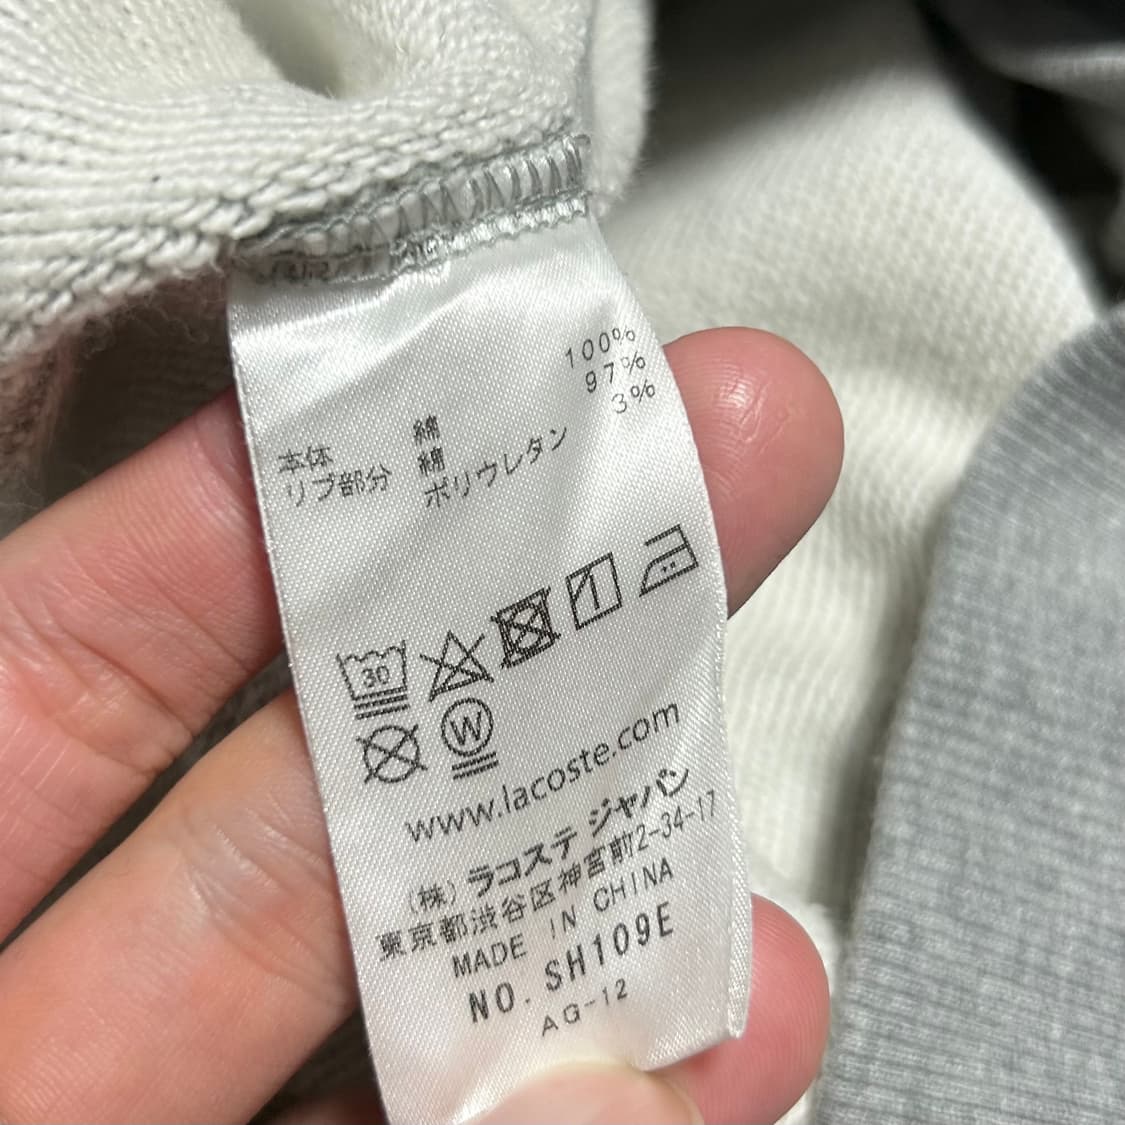 本体 綿 100%
リブ部分 綿 97%
ポリウレタン 3%
30
W
www.lacoste.com
(株) ラコステ ジャパン
東京都渋谷区神宮前2-34-17
MADE IN CHINA
NO. SH109E
AG-12